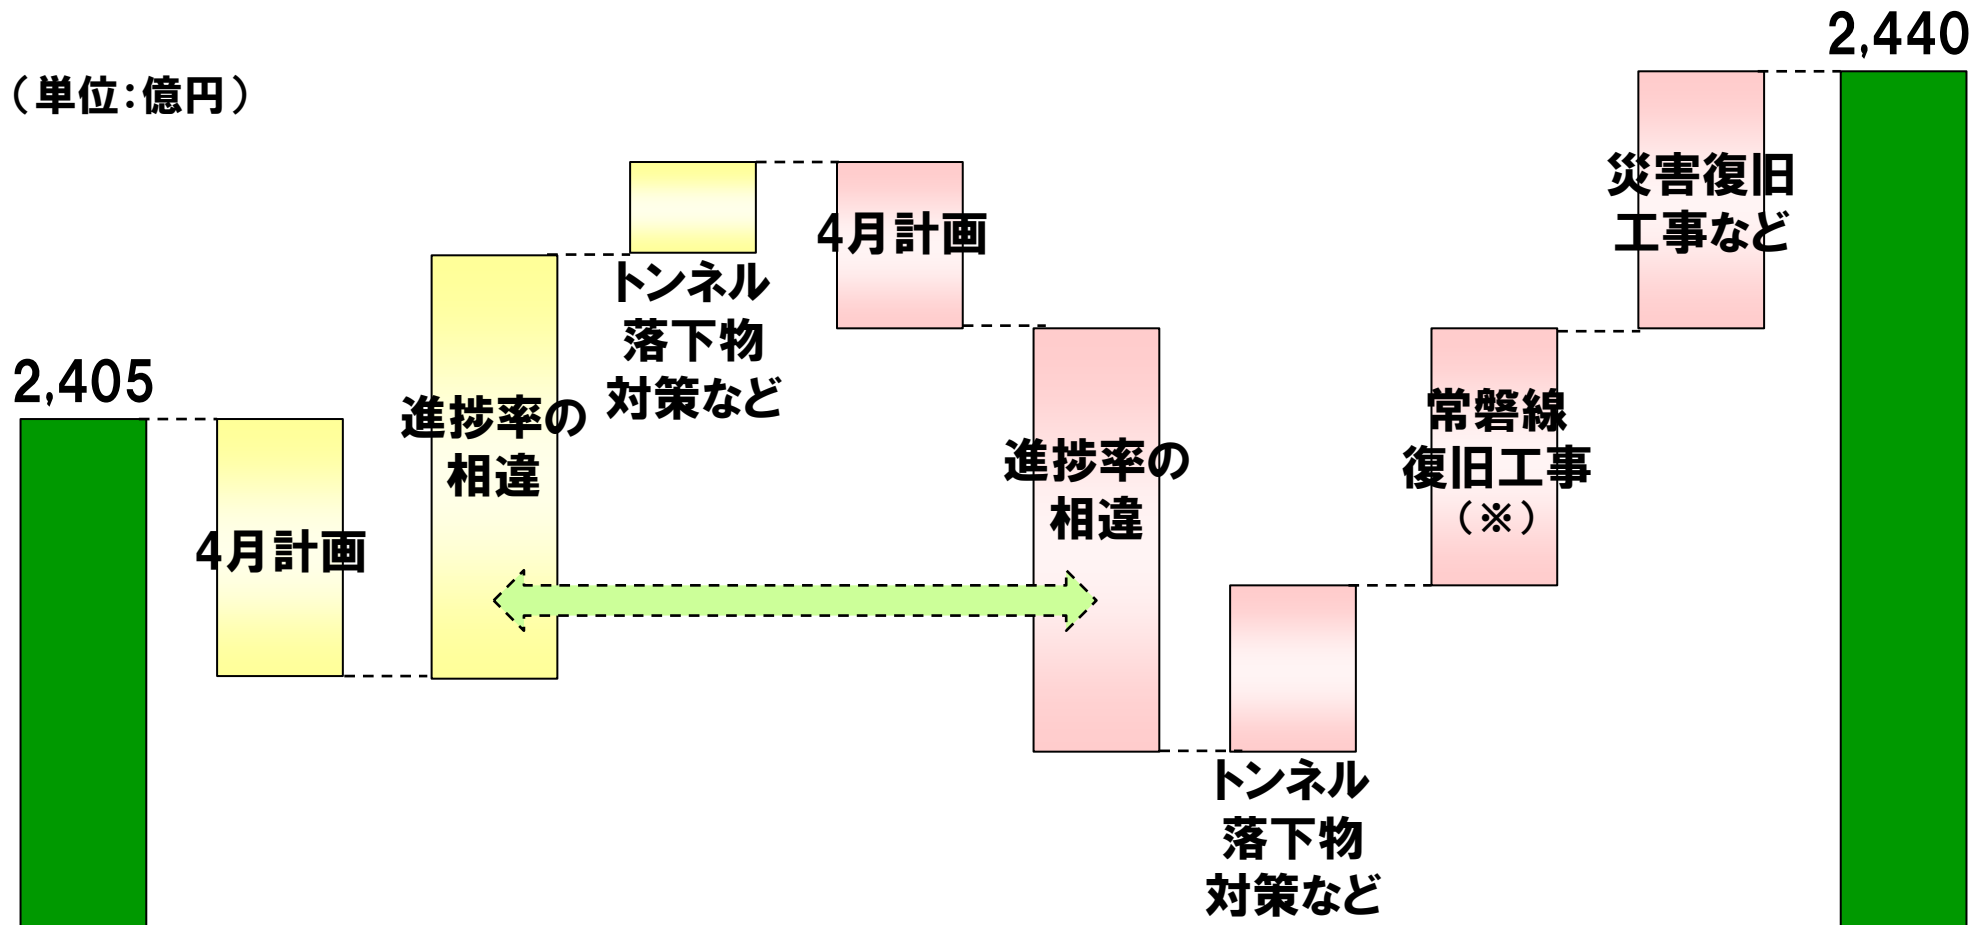 2,440
（単位：億円）
災害復旧
工事など
4月計画
トンネル
落下物
対策など
2,405
進捗率の
相違
4月計画
進捗率の
相違
常磐線
復旧工事
（※）
トンネル
落下物
対策など